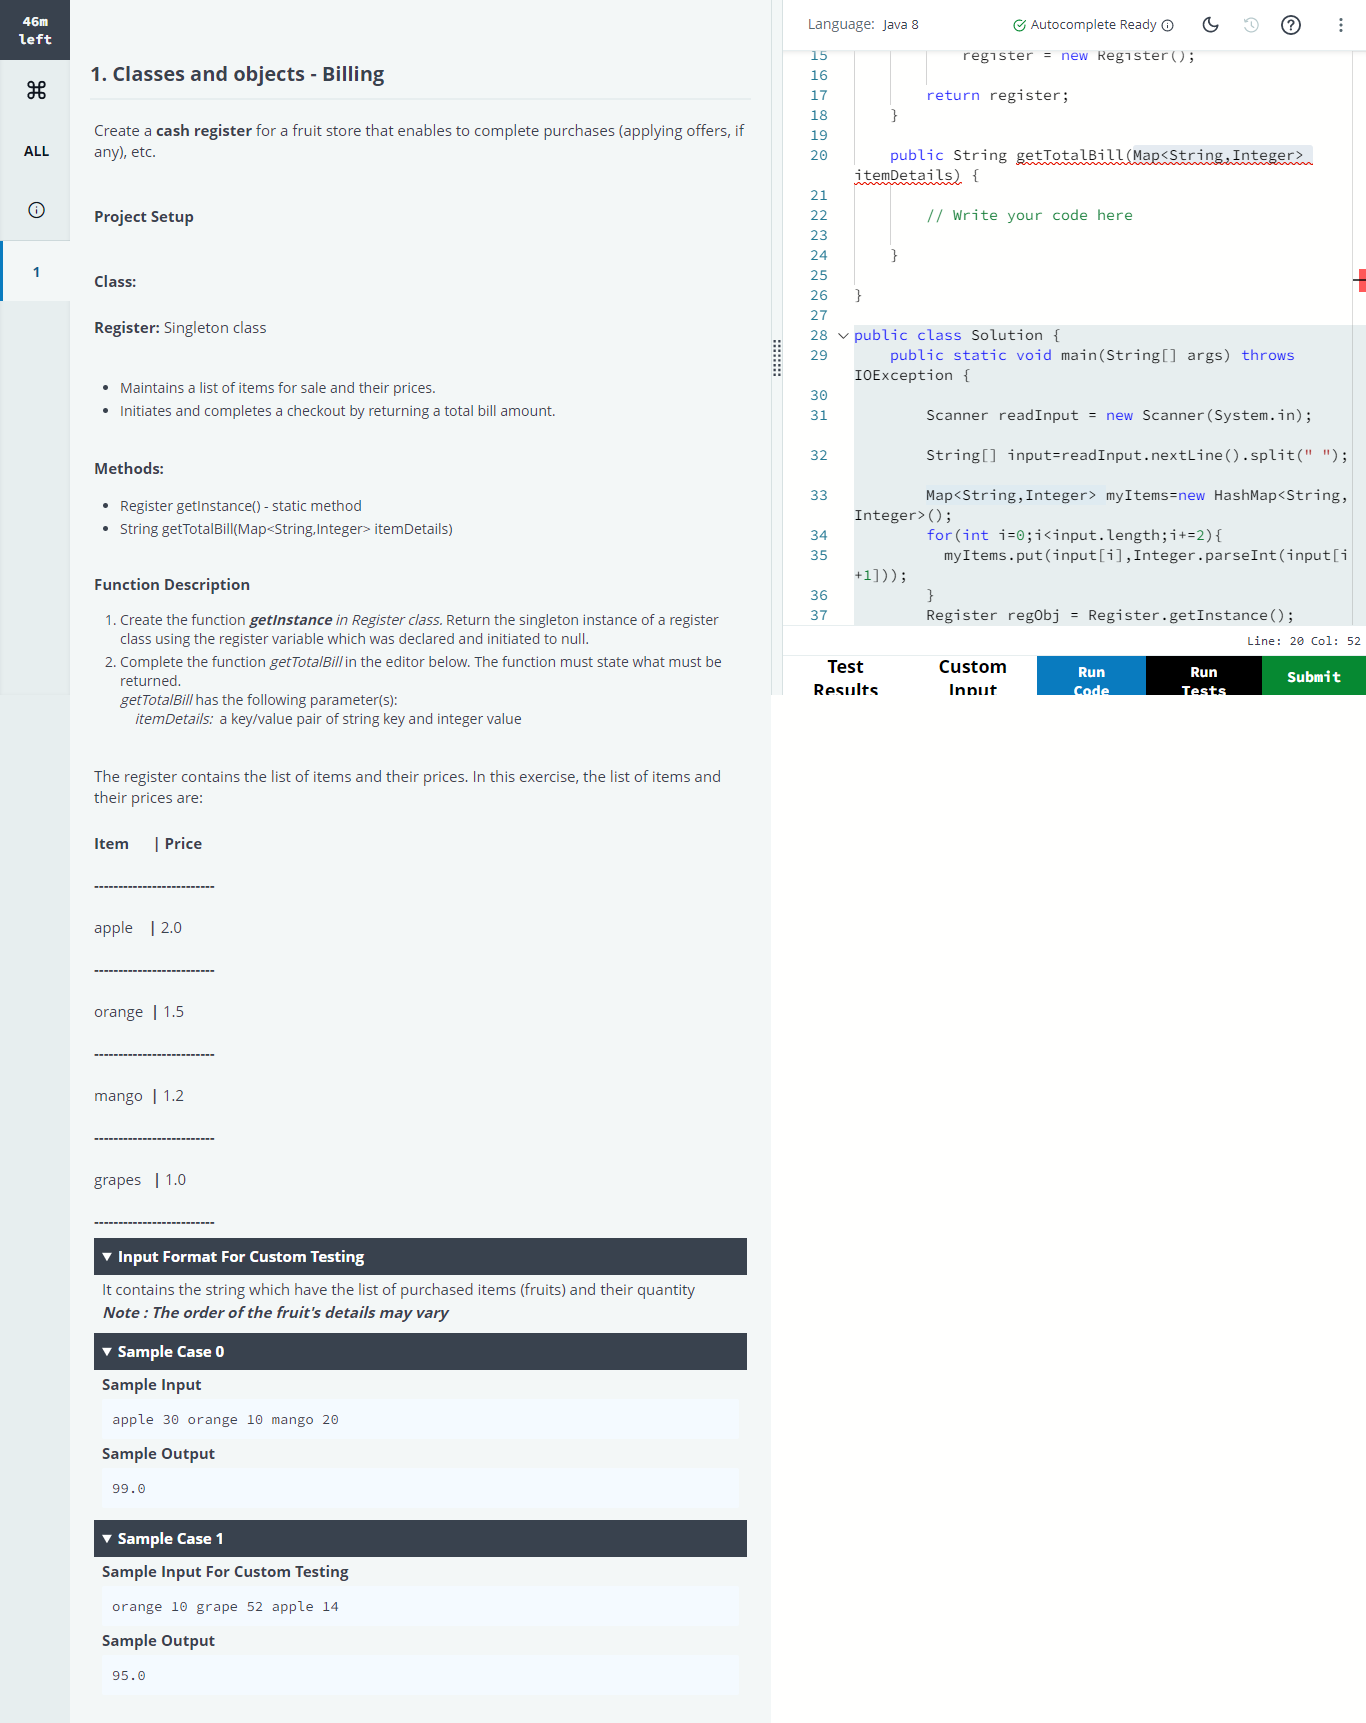 46m
left
ALL
1
1. Classes and objects - Billing
Create a cash register for a fruit store that enables to complete purchases (applying offers, if
any), etc.
Project Setup
Class:
Register: Singleton class
• Maintains a list of items for sale and their prices.
• Initiates and completes a checkout by returning a total bill amount.
Methods:
• Register getInstance() - static method
• String getTotalBill(Map<String,Integer> itemDetails)
Function Description
1. Create the function getInstance in Register class. Return the singleton instance of a register
class using the register variable which was declared and initiated to null.
2. Complete the function getTotalBill in the editor below. The function must state what must be
returned.
getTotalBill has the following parameter(s):
itemDetails: a key/value pair of string key and integer value
The register contains the list of items and their prices. In this exercise, the list of items and
their prices are:
Item | Price
-------------------------
apple | 2.0
-------------------------
orange | 1.5
-------------------------
mango | 1.2
-------------------------
grapes | 1.0
-------------------------
▼ Input Format For Custom Testing
It contains the string which have the list of purchased items (fruits) and their quantity
Note : The order of the fruit's details may vary
▼ Sample Case 0
Sample Input
apple 30 orange 10 mango 20
Sample Output
99.0
▼ Sample Case 1
Sample Input For Custom Testing
orange 10 grape 52 apple 14
Sample Output
95.0
Language: Java 8
Autocomplete Ready
15 register = new Register();
16
17 return register;
18 }
19
20 public String getTotalBill(Map<String,Integer>
itemDetails) {
21
22 // Write your code here
23
24 }
25
26 }
27
28 public class Solution {
29 public static void main(String[] args) throws
IOException {
30
31 Scanner readInput = new Scanner(System.in);
32 String[] input=readInput.nextLine().split(" ");
33 Map<String,Integer> myItems=new HashMap<String,
Integer>();
34 for(int i=0;i<input.length;i+=2){
35 myItems.put(input[i],Integer.parseInt(input[i
+1]));
36 }
37 Register regObj = Register.getInstance();
Line: 20 Col: 52
Test
Results
Custom
Input
Run
Code
Run
Tests
Submit